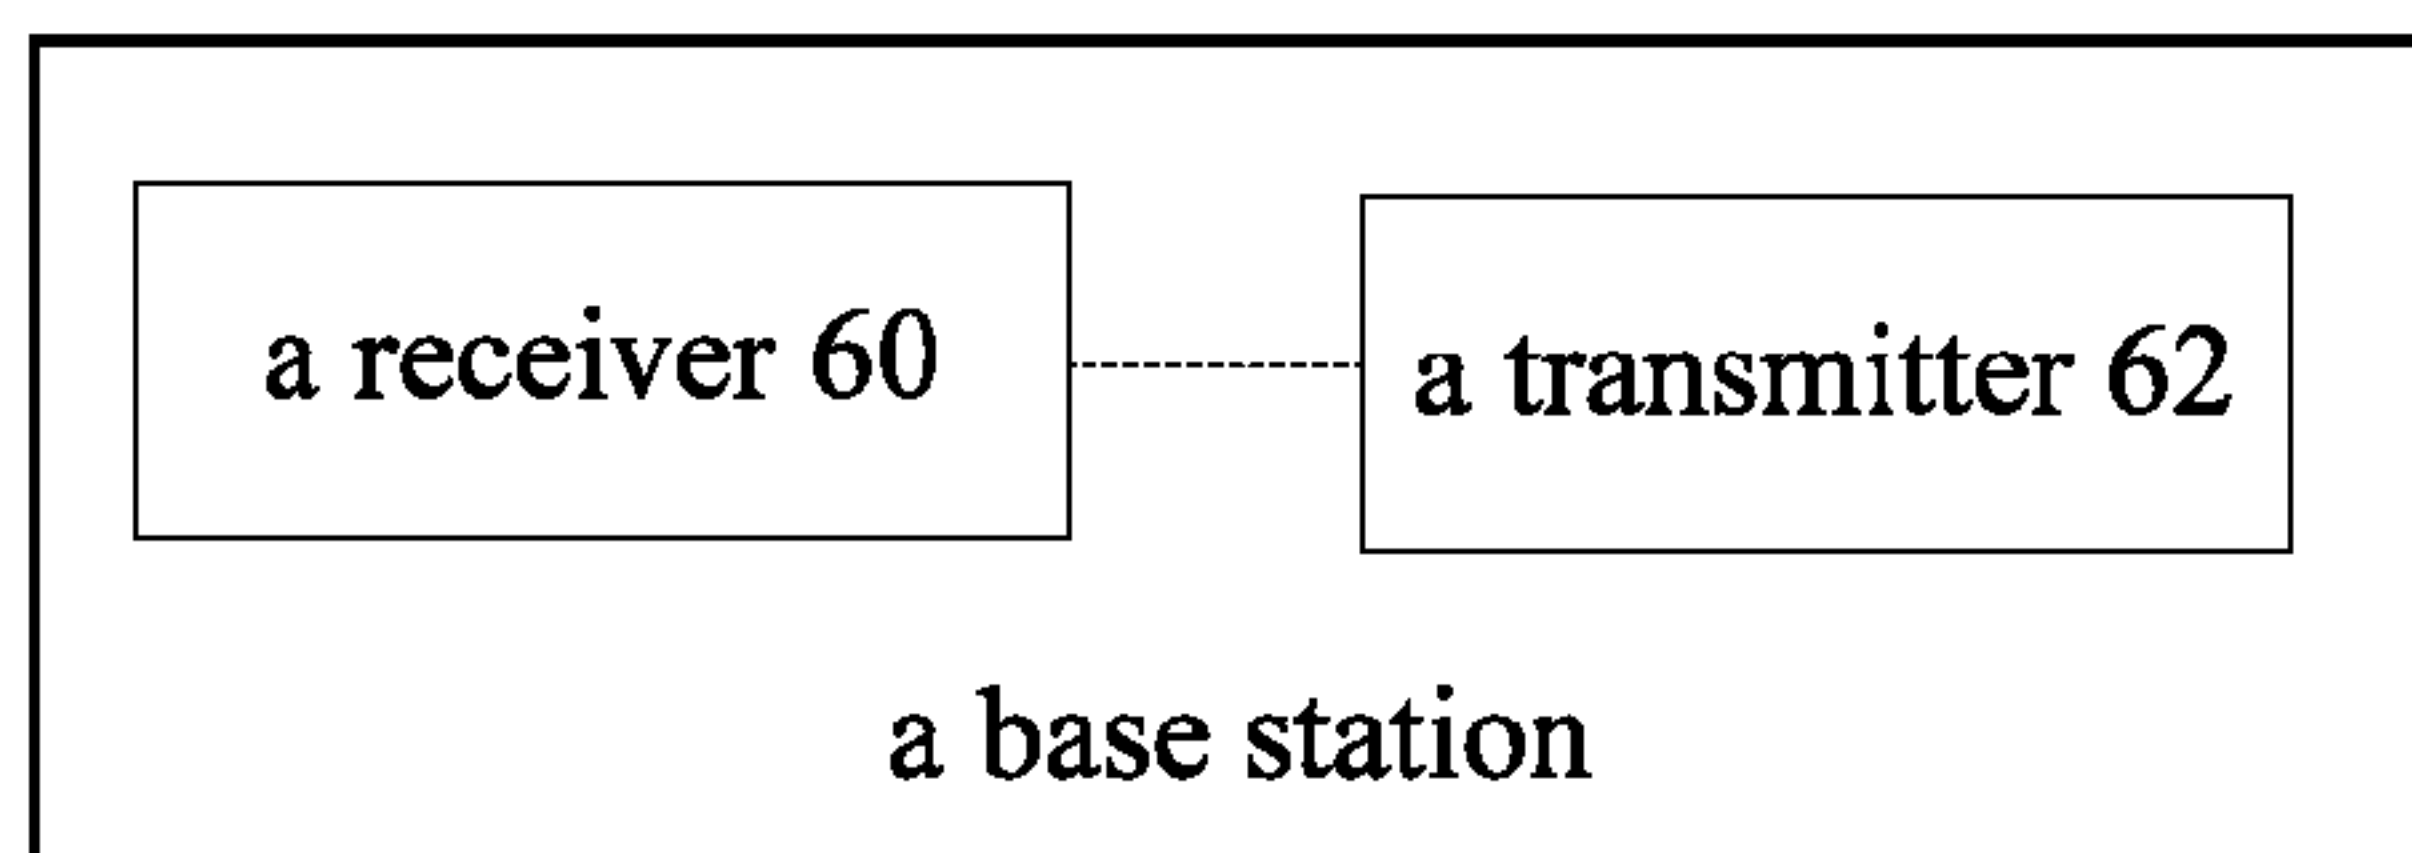 a receiver 60
a transmitter 62
a base station